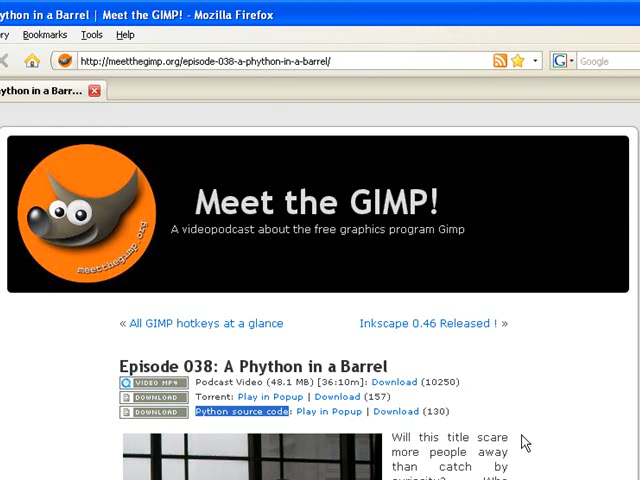 ython in a Barrel | Meet the GIMP! - Mozilla Firefox
ry Bookmarks Tools Help
http://meetthegimp.org/episode-038-a-phython-in-a-barrel/
G Google
ython in a Barr...
Meet the GIMP!
A videopodcast about the free graphics program Gimp
meetthegimp.org
« All GIMP hotkeys at a glance Inkscape 0.46 Released ! »
Episode 038: A Phython in a Barrel
VIDEO MP4 Podcast Video (48.1 MB) [36:10m]: Download (10250)
DOWNLOAD Torrent: Play in Popup | Download (157)
DOWNLOAD Python source code: Play in Popup | Download (130)
Will this title scare
more people away
than catch by